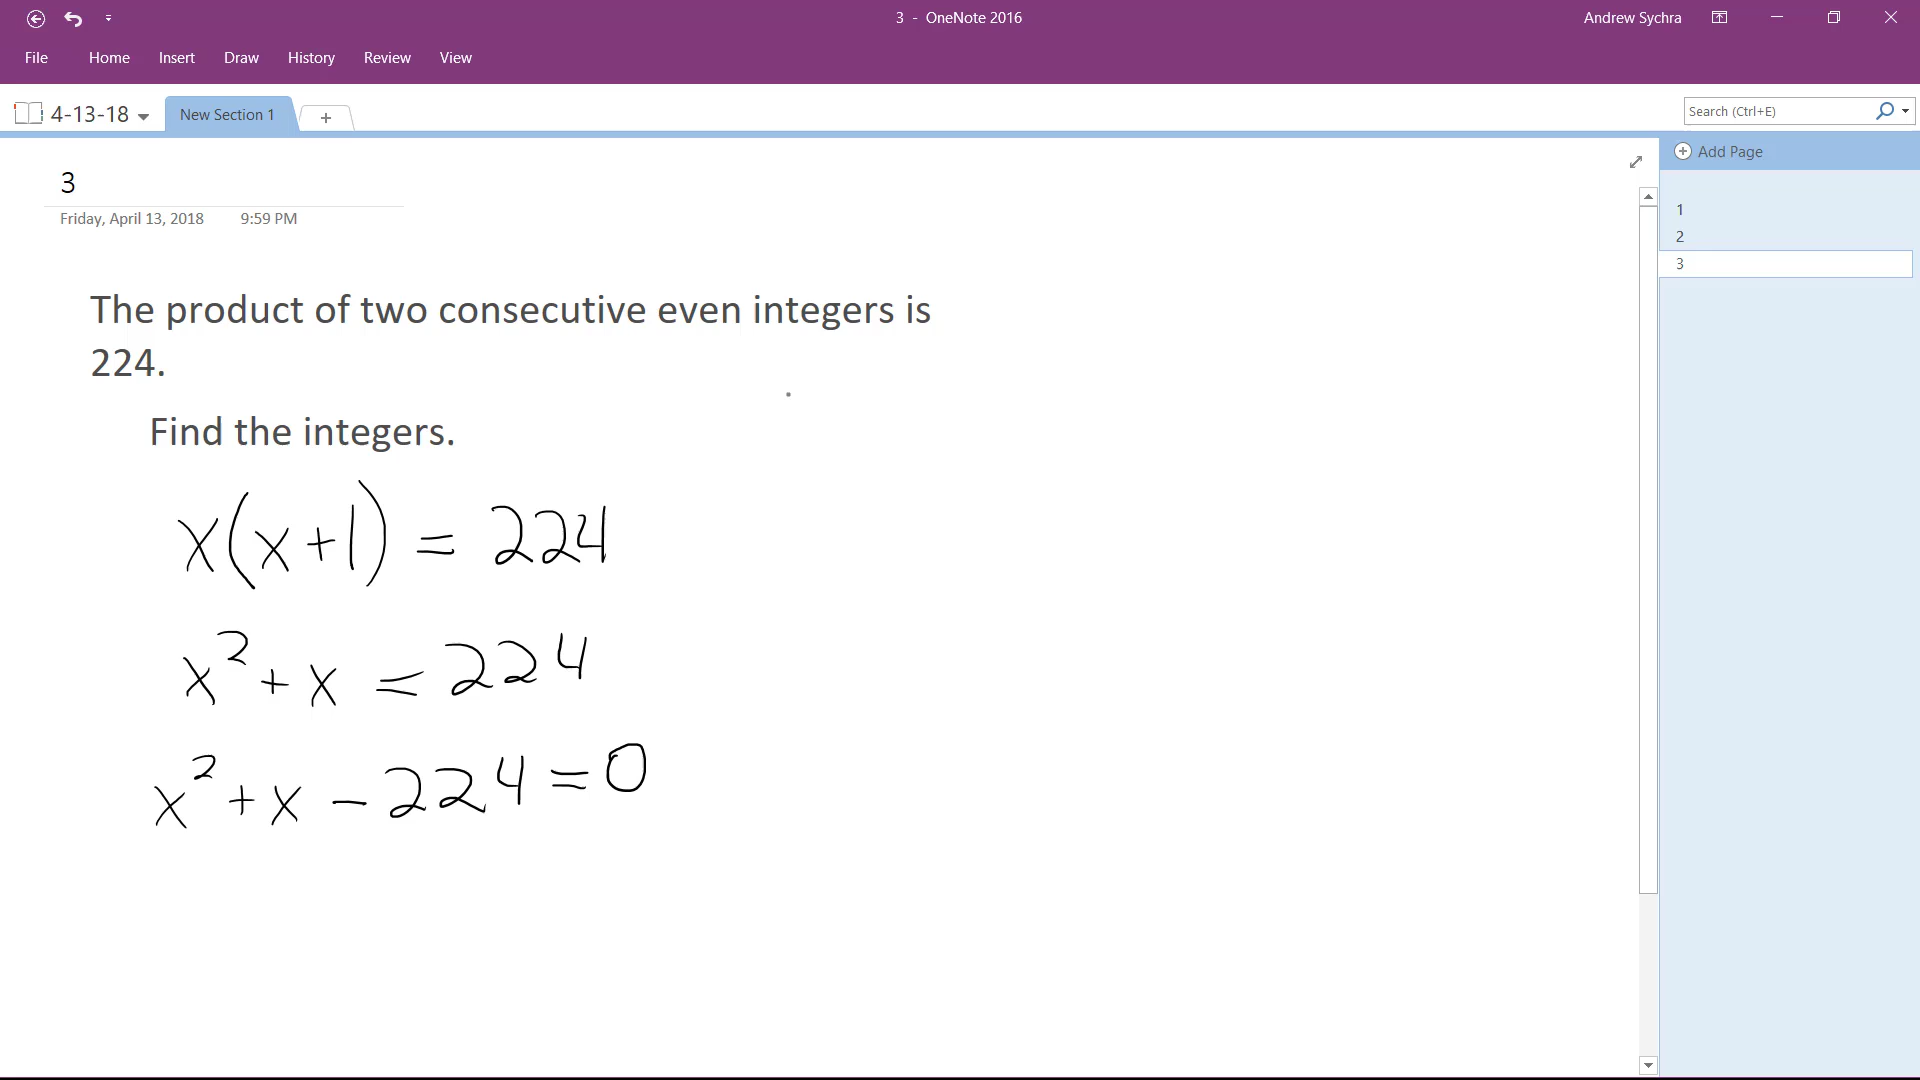 3 - OneNote 2016
Andrew Sychra
File Home Insert Draw History Review View
4-13-18
New Section 1
+
Search (Ctrl+E)
Add Page
3
Friday, April 13, 2018 9:59 PM
1
2
3
The product of two consecutive even integers is
224.
Find the integers.
x(x+1) = 224
x² + x = 224
x² + x - 224 = 0